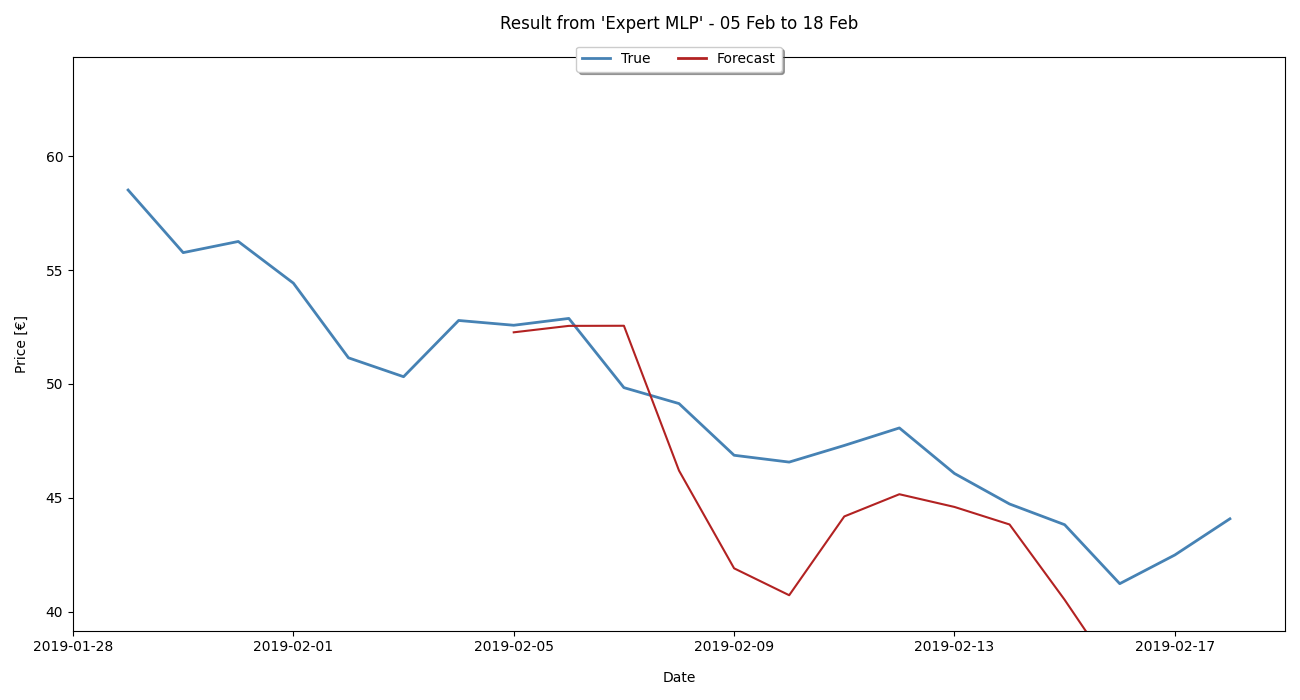 Result from 'Expert MLP' - 05 Feb to 18 Feb
True Forecast
60
55
50
45
40
Price [€]
2019-01-28 2019-02-01 2019-02-05 2019-02-09 2019-02-13 2019-02-17
Date